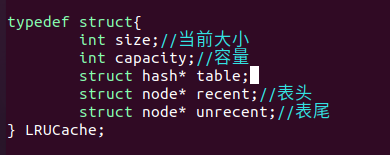 typedef struct{
int size;//当前大小
int capacity;//容量
struct hash* table;
struct node* recent;//表头
struct node* unrecent;//表尾
} LRUCache;